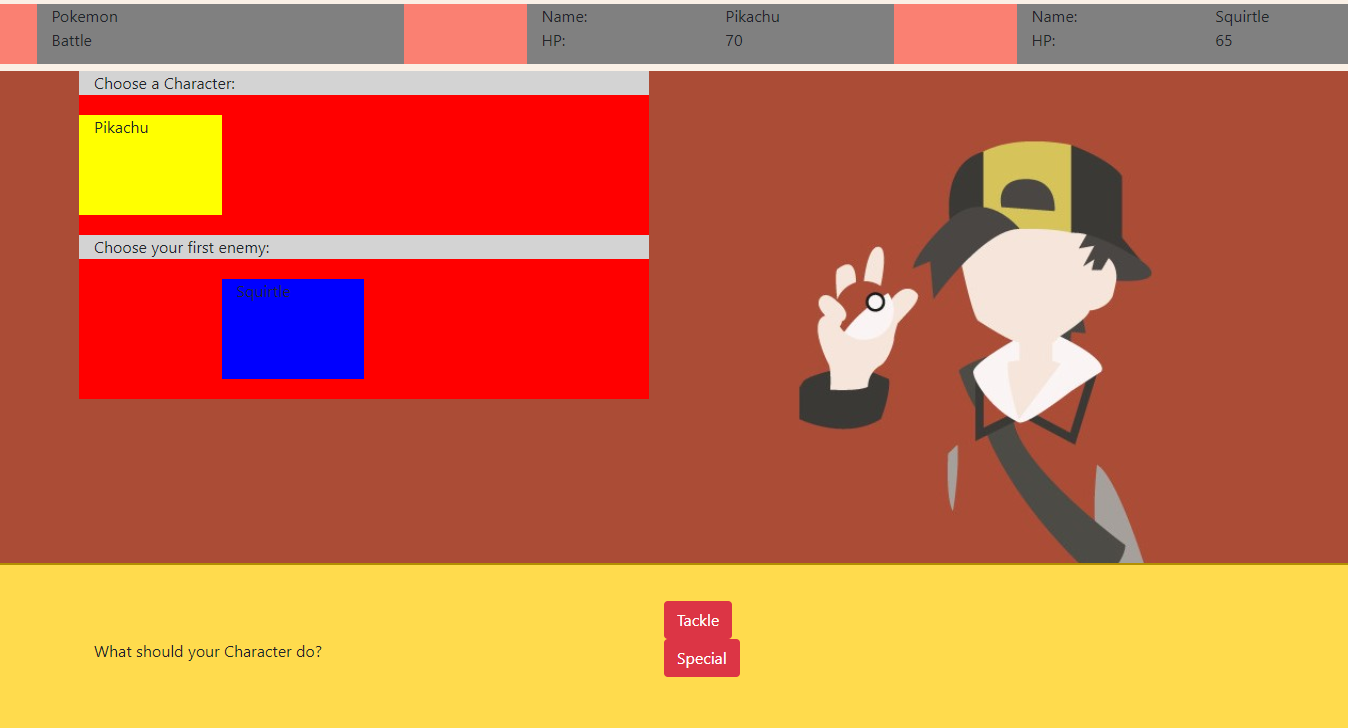 Pokemon
Battle
Name: Pikachu
HP: 70
Name: Squirtle
HP: 65
Choose a Character:
Pikachu
Choose your first enemy:
Squirtle
What should your Character do?
Tackle
Special